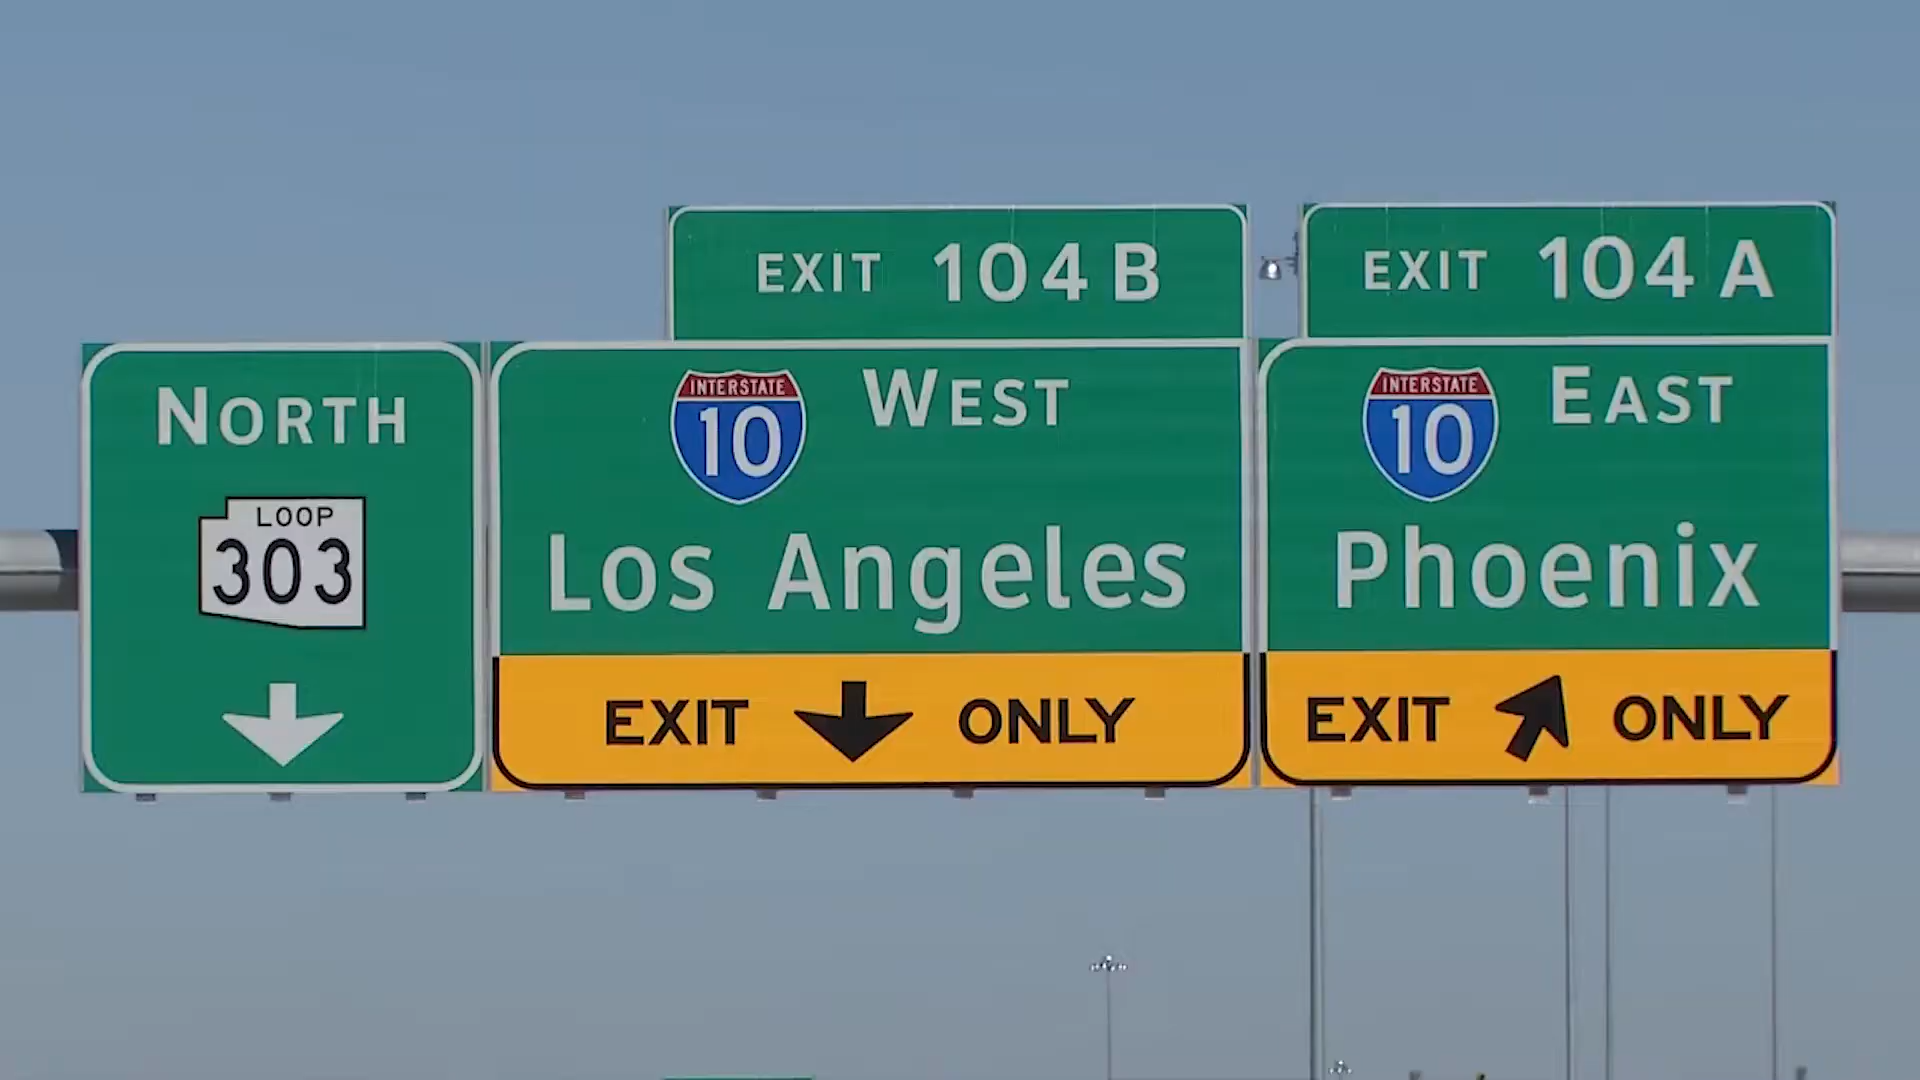 NORTH
LOOP
303
EXIT 104 B
INTERSTATE
10
WEST
Los Angeles
EXIT ONLY
EXIT 104 A
INTERSTATE
10
EAST
Phoenix
EXIT ONLY